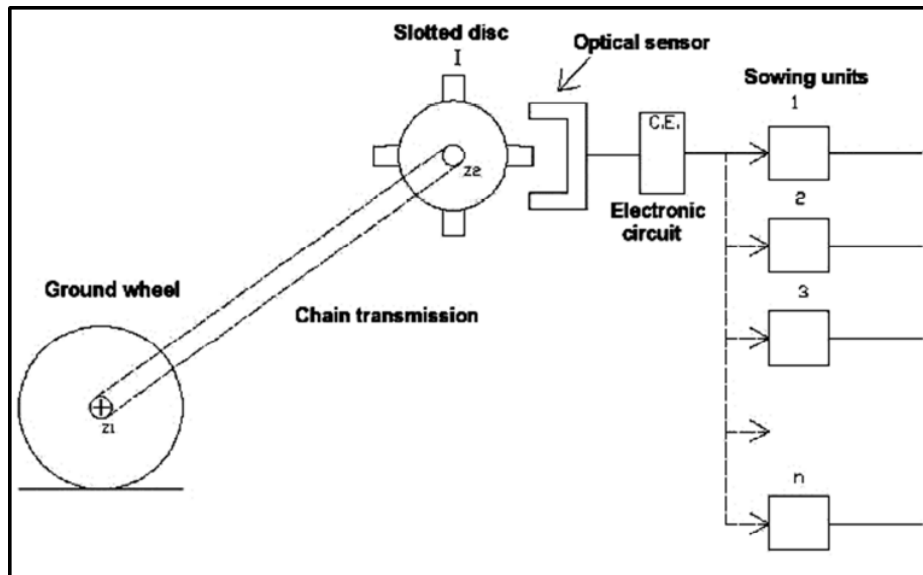 Slotted disc
I
Optical sensor
Sowing units
1
C.E.
Z2
2
Electronic
circuit
Ground wheel
3
Chain transmission
Z1
n